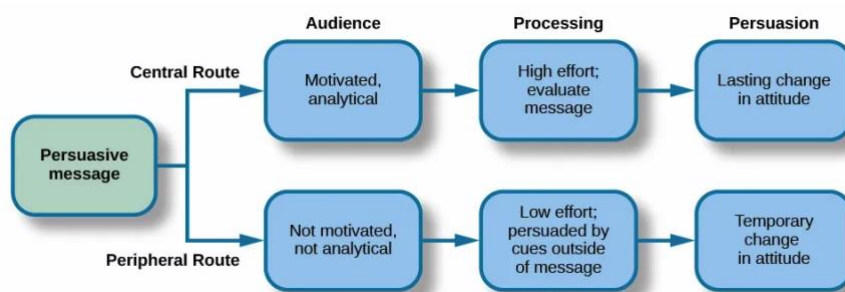 Audience
Processing
Persuasion
Central Route
Motivated,
analytical
High effort;
evaluate
message
Lasting change
in attitude
Persuasive
message
Peripheral Route
Not motivated,
not analytical
Low effort;
persuaded by
cues outside
of message
Temporary
change
in attitude